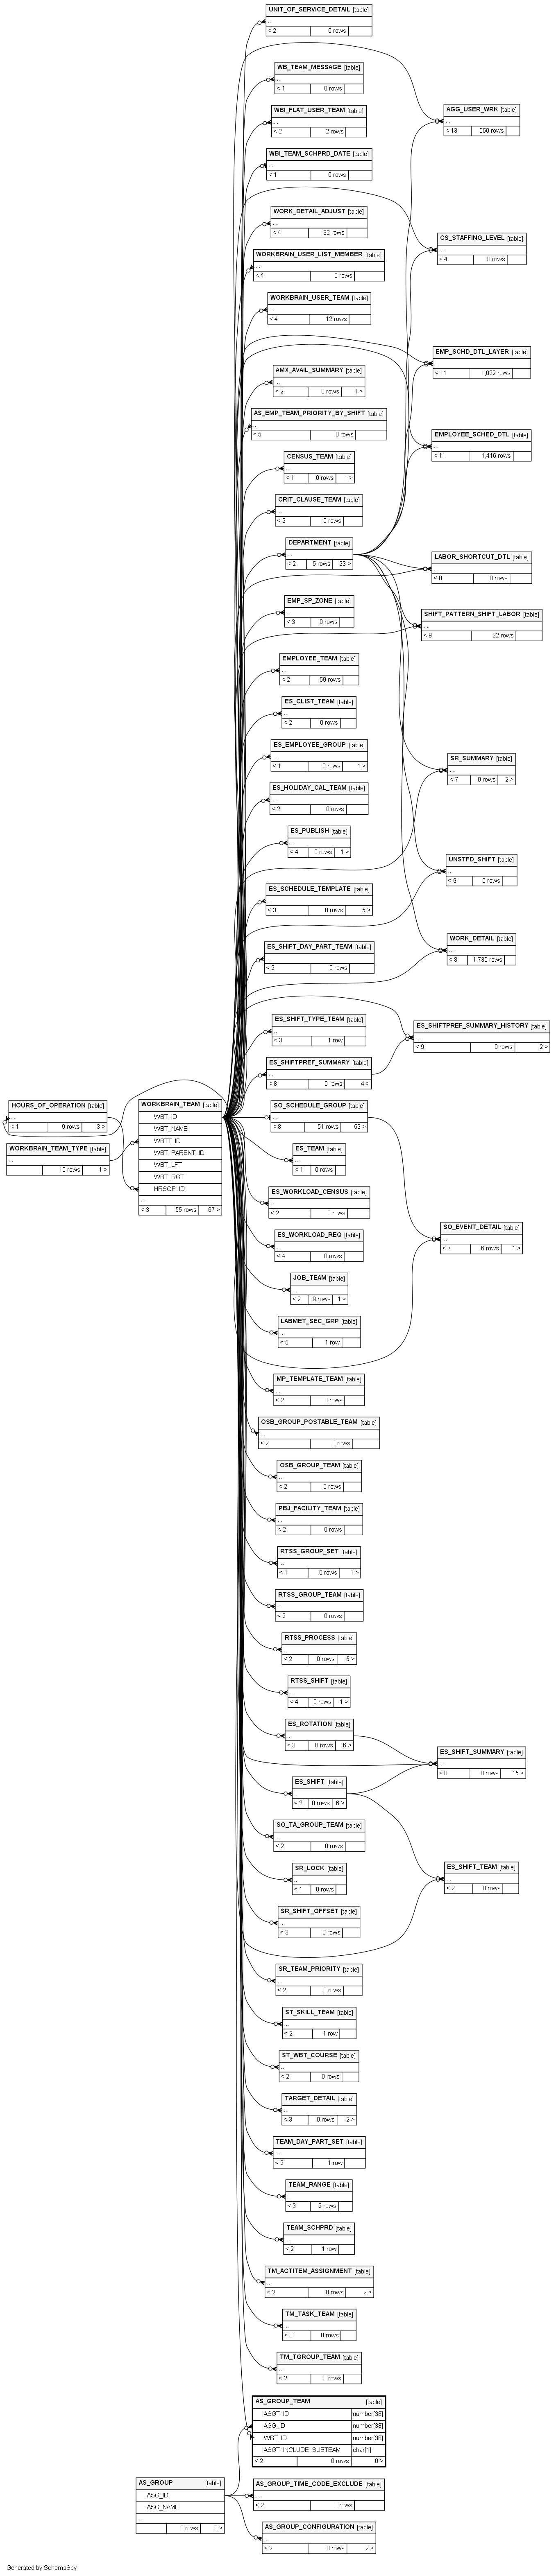 UNIT_OF_SERVICE_DETAIL [table]
...
< 2 0 rows
WB_TEAM_MESSAGE [table]
...
< 1 0 rows
WBI_FLAT_USER_TEAM [table]
...
< 2 2 rows
AGG_USER_WRK [table]
...
< 13 550 rows
WBI_TEAM_SCHPRD_DATE [table]
...
< 1 0 rows
WORK_DETAIL_ADJUST [table]
...
< 4 92 rows
CS_STAFFING_LEVEL [table]
...
< 4 0 rows
WORKBRAIN_USER_LIST_MEMBER [table]
...
< 4 0 rows
WORKBRAIN_USER_TEAM [table]
...
< 4 12 rows
EMP_SCHD_DTL_LAYER [table]
...
< 11 1,022 rows
AMX_AVAIL_SUMMARY [table]
...
< 2 0 rows 1 >
AS_EMP_TEAM_PRIORITY_BY_SHIFT [table]
...
< 5 0 rows
EMPLOYEE_SCHED_DTL [table]
...
< 11 1,416 rows
CENSUS_TEAM [table]
...
< 1 0 rows 1 >
CRIT_CLAUSE_TEAM [table]
...
< 2 0 rows
DEPARTMENT [table]
...
< 2 5 rows 23 >
LABOR_SHORTCUT_DTL [table]
...
< 8 0 rows
EMP_SP_ZONE [table]
...
< 3 0 rows
SHIFT_PATTERN_SHIFT_LABOR [table]
...
< 9 22 rows
EMPLOYEE_TEAM [table]
...
< 2 59 rows
ES_CLIST_TEAM [table]
...
< 2 0 rows
ES_EMPLOYEE_GROUP [table]
...
< 1 0 rows 1 >
SR_SUMMARY [table]
...
< 7 0 rows 2 >
ES_HOLIDAY_CAL_TEAM [table]
...
< 2 0 rows
ES_PUBLISH [table]
...
< 4 0 rows 1 >
UNSTFD_SHIFT [table]
...
< 9 0 rows
ES_SCHEDULE_TEMPLATE [table]
...
< 3 0 rows 5 >
WORK_DETAIL [table]
...
< 8 1,735 rows
ES_SHIFT_DAY_PART_TEAM [table]
...
< 2 0 rows
ES_SHIFT_TYPE_TEAM [table]
...
< 3 1 row
ES_SHIFTPREF_SUMMARY_HISTORY [table]
...
< 9 0 rows 2 >
ES_SHIFTPREF_SUMMARY [table]
...
< 8 0 rows 4 >
HOURS_OF_OPERATION [table]
...
< 1 9 rows 3 >
WORKBRAIN_TEAM_TYPE [table]
...
10 rows 1 >
WORKBRAIN_TEAM [table]
WBT_ID
WBT_NAME
WBTT_ID
WBT_PARENT_ID
WBT_LFT
WBT_RGT
HRSOP_ID
...
< 3 55 rows 67 >
SO_SCHEDULE_GROUP [table]
...
< 8 51 rows 59 >
ES_TEAM [table]
...
< 1 0 rows
ES_WORKLOAD_CENSUS [table]
...
< 2 0 rows
SO_EVENT_DETAIL [table]
...
< 7 6 rows 1 >
ES_WORKLOAD_REQ [table]
...
< 4 0 rows
JOB_TEAM [table]
...
< 2 9 rows 1 >
LABMET_SEC_GRP [table]
...
< 5 1 row
MP_TEMPLATE_TEAM [table]
...
< 2 0 rows
OSB_GROUP_POSTABLE_TEAM [table]
...
< 2 0 rows
OSB_GROUP_TEAM [table]
...
< 2 0 rows
PBJ_FACILITY_TEAM [table]
...
< 2 0 rows
RTSS_GROUP_SET [table]
...
< 1 0 rows 1 >
RTSS_GROUP_TEAM [table]
...
< 2 0 rows
RTSS_PROCESS [table]
...
< 2 0 rows 5 >
RTSS_SHIFT [table]
...
< 4 0 rows 1 >
ES_ROTATION [table]
...
< 3 0 rows 6 >
ES_SHIFT_SUMMARY [table]
...
< 8 0 rows 15 >
ES_SHIFT [table]
...
< 2 0 rows 6 >
SO_TA_GROUP_TEAM [table]
...
< 2 0 rows
SR_LOCK [table]
...
< 1 0 rows
ES_SHIFT_TEAM [table]
...
< 2 0 rows
SR_SHIFT_OFFSET [table]
...
< 3 0 rows
SR_TEAM_PRIORITY [table]
...
< 2 0 rows
ST_SKILL_TEAM [table]
...
< 2 1 row
ST_WBT_COURSE [table]
...
< 2 0 rows
TARGET_DETAIL [table]
...
< 3 0 rows 2 >
TEAM_DAY_PART_SET [table]
...
< 2 1 row
TEAM_RANGE [table]
...
< 3 2 rows
TEAM_SCHPRD [table]
...
< 2 1 row
TM_ACTITEM_ASSIGNMENT [table]
...
< 2 0 rows 2 >
TM_TASK_TEAM [table]
...
< 3 0 rows
TM_TGROUP_TEAM [table]
...
< 2 0 rows
AS_GROUP_TEAM [table]
ASGT_ID number[38]
ASG_ID number[38]
WBT_ID number[38]
ASGT_INCLUDE_SUBTEAM char[1]
< 2 0 rows 0 >
AS_GROUP [table]
ASG_ID
ASG_NAME
...
0 rows 3 >
AS_GROUP_TIME_CODE_EXCLUDE [table]
...
< 2 0 rows
AS_GROUP_CONFIGURATION [table]
...
< 2 0 rows 2 >
Generated by SchemaSpy